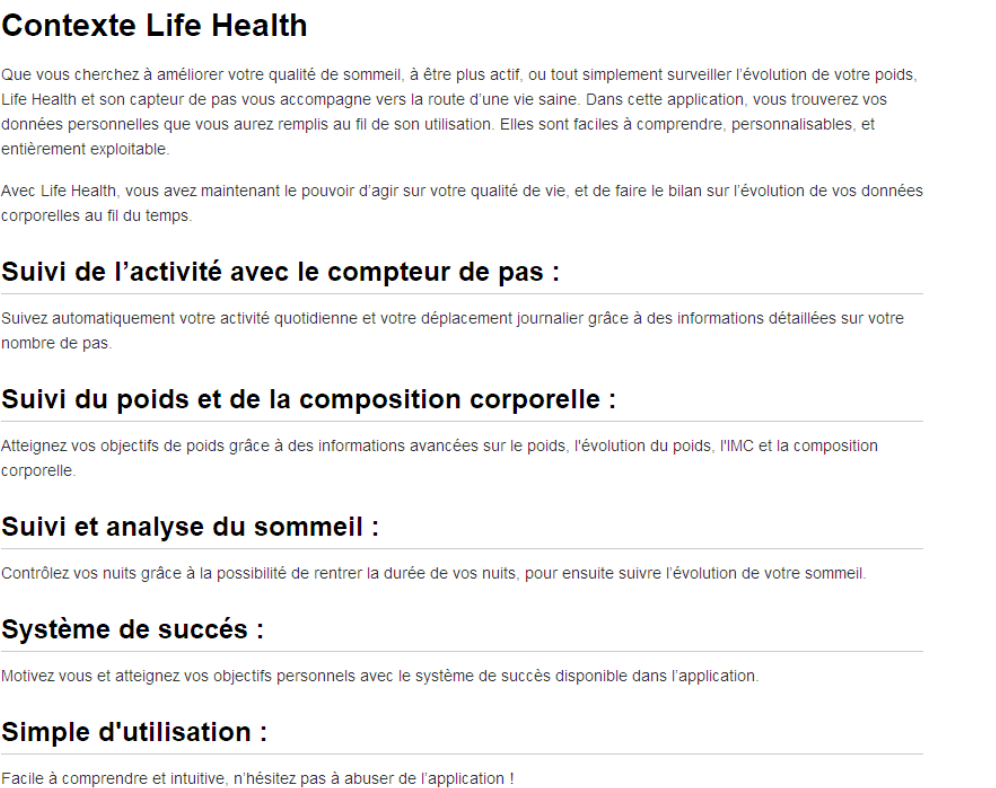 Contexte Life Health
Que vous cherchez à améliorer votre qualité de sommeil, à être plus actif, ou tout simplement surveiller l’évolution de votre poids,
Life Health et son capteur de pas vous accompagne vers la route d’une vie saine. Dans cette application, vous trouverez vos
données personnelles que vous aurez remplis au fil de son utilisation. Elles sont faciles à comprendre, personnalisables, et
entièrement exploitable.
Avec Life Health, vous avez maintenant le pouvoir d’agir sur votre qualité de vie, et de faire le bilan sur l’évolution de vos données
corporelles au fil du temps.
Suivi de l’activité avec le compteur de pas :
Suivez automatiquement votre activité quotidienne et votre déplacement journalier grâce à des informations détaillées sur votre
nombre de pas.
Suivi du poids et de la composition corporelle :
Atteignez vos objectifs de poids grâce à des informations avancées sur le poids, l'évolution du poids, l'IMC et la composition
corporelle.
Suivi et analyse du sommeil :
Contrôlez vos nuits grâce à la possibilité de rentrer la durée de vos nuits, pour ensuite suivre l’évolution de votre sommeil.
Système de succés :
Motivez vous et atteignez vos objectifs personnels avec le système de succès disponible dans l’application.
Simple d'utilisation :
Facile à comprendre et intuitive, n’hésitez pas à abuser de l’application !